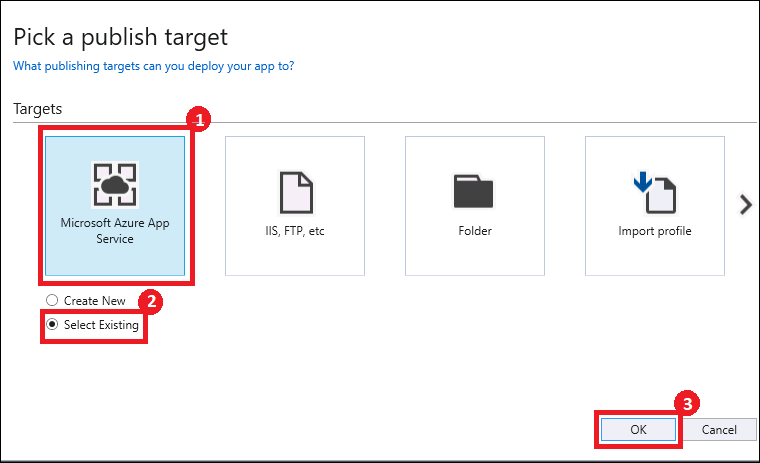 Pick a publish target
What publishing targets can you deploy your app to?
Targets
1
Microsoft Azure App
Service
IIS, FTP, etc
Folder
Import profile
Create New
2
Select Existing
3
OK
Cancel